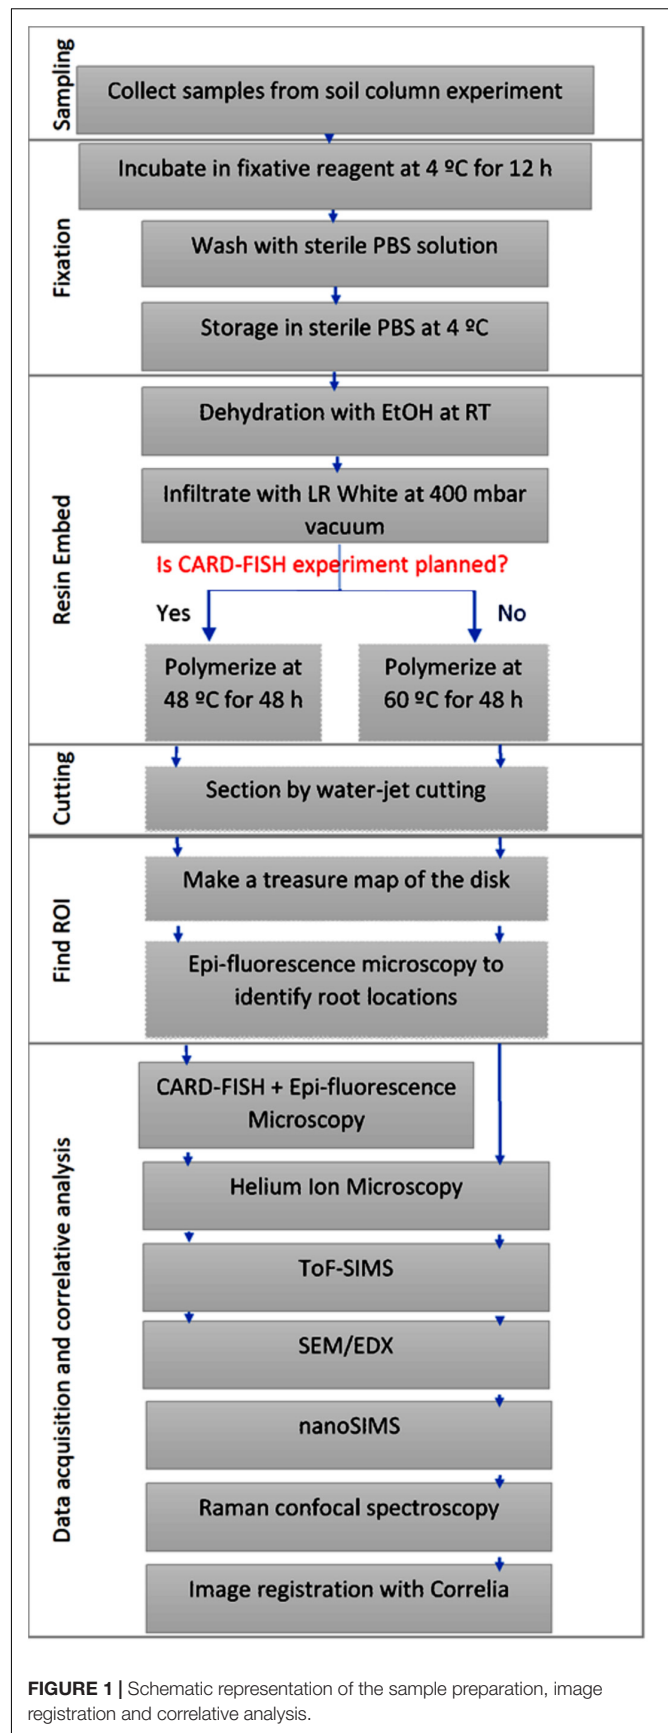 Sampling
Collect samples from soil column experiment
Fixation
Incubate in fixative reagent at 4 ºC for 12 h
Wash with sterile PBS solution
Storage in sterile PBS at 4 ºC
Resin Embed
Dehydration with EtOH at RT
Infiltrate with LR White at 400 mbar
vacuum
Is CARD-FISH experiment planned?
Yes
No
Polymerize at
48 ºC for 48 h
Polymerize at
60 ºC for 48 h
Cutting
Section by water-jet cutting
Find ROI
Make a treasure map of the disk
Epi-fluorescence microscopy to
identify root locations
Data acquisition and correlative analysis
CARD-FISH + Epi-fluorescence
Microscopy
Helium Ion Microscopy
ToF-SIMS
SEM/EDX
nanoSIMS
Raman confocal spectroscopy
Image registration with Correlia
FIGURE 1 | Schematic representation of the sample preparation, image
registration and correlative analysis.